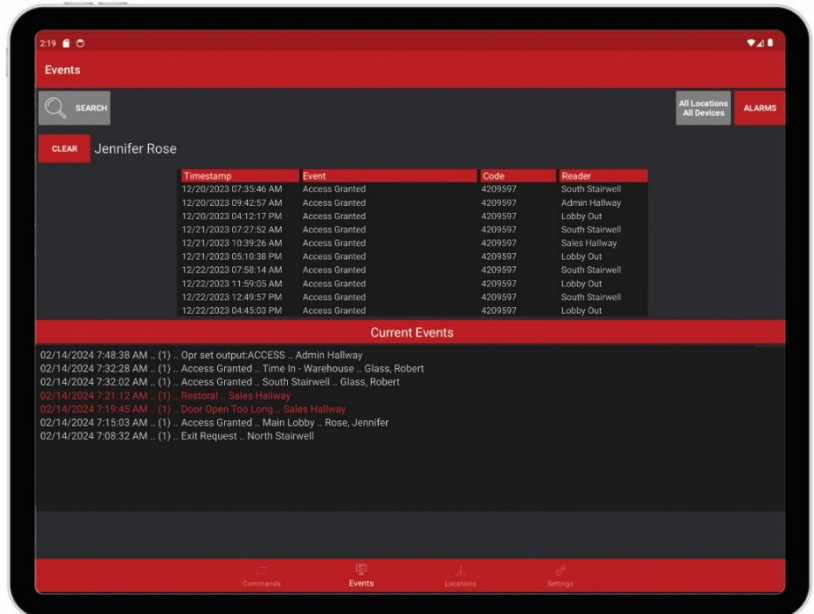 2:19
Events
SEARCH
All Locations
All Devices
ALARMS
CLEAR Jennifer Rose
Timestamp Event Code Reader
12/20/2023 07:35:46 AM Access Granted 4209597 South Stairwell
12/20/2023 09:42:57 AM Access Granted 4209597 Admin Hallway
12/20/2023 04:12:17 PM Access Granted 4209597 Lobby Out
12/21/2023 07:27:52 AM Access Granted 4209597 South Stairwell
12/21/2023 10:39:26 AM Access Granted 4209597 Sales Hallway
12/21/2023 05:10:38 PM Access Granted 4209597 Lobby Out
12/22/2023 07:58:14 AM Access Granted 4209597 South Stairwell
12/22/2023 11:59:05 AM Access Granted 4209597 Lobby Out
12/22/2023 12:49:57 PM Access Granted 4209597 South Stairwell
12/22/2023 04:45:03 PM Access Granted 4209597 Lobby Out
Current Events
02/14/2024 7:48:38 AM .. (1) .. Opr set output:ACCESS .. Admin Hallway
02/14/2024 7:32:28 AM .. (1) .. Access Granted .. Time In - Warehouse .. Glass, Robert
02/14/2024 7:32:02 AM .. (1) .. Access Granted .. South Stairwell .. Glass, Robert
02/14/2024 7:21:12 AM .. (1) .. Restoral .. Sales Hallway
02/14/2024 7:19:45 AM .. (1) .. Door Open Too Long .. Sales Hallway
02/14/2024 7:15:03 AM .. (1) .. Access Granted .. Main Lobby .. Rose, Jennifer
02/14/2024 7:08:32 AM .. (1) .. Exit Request .. North Stairwell
Commands Events Locations Settings